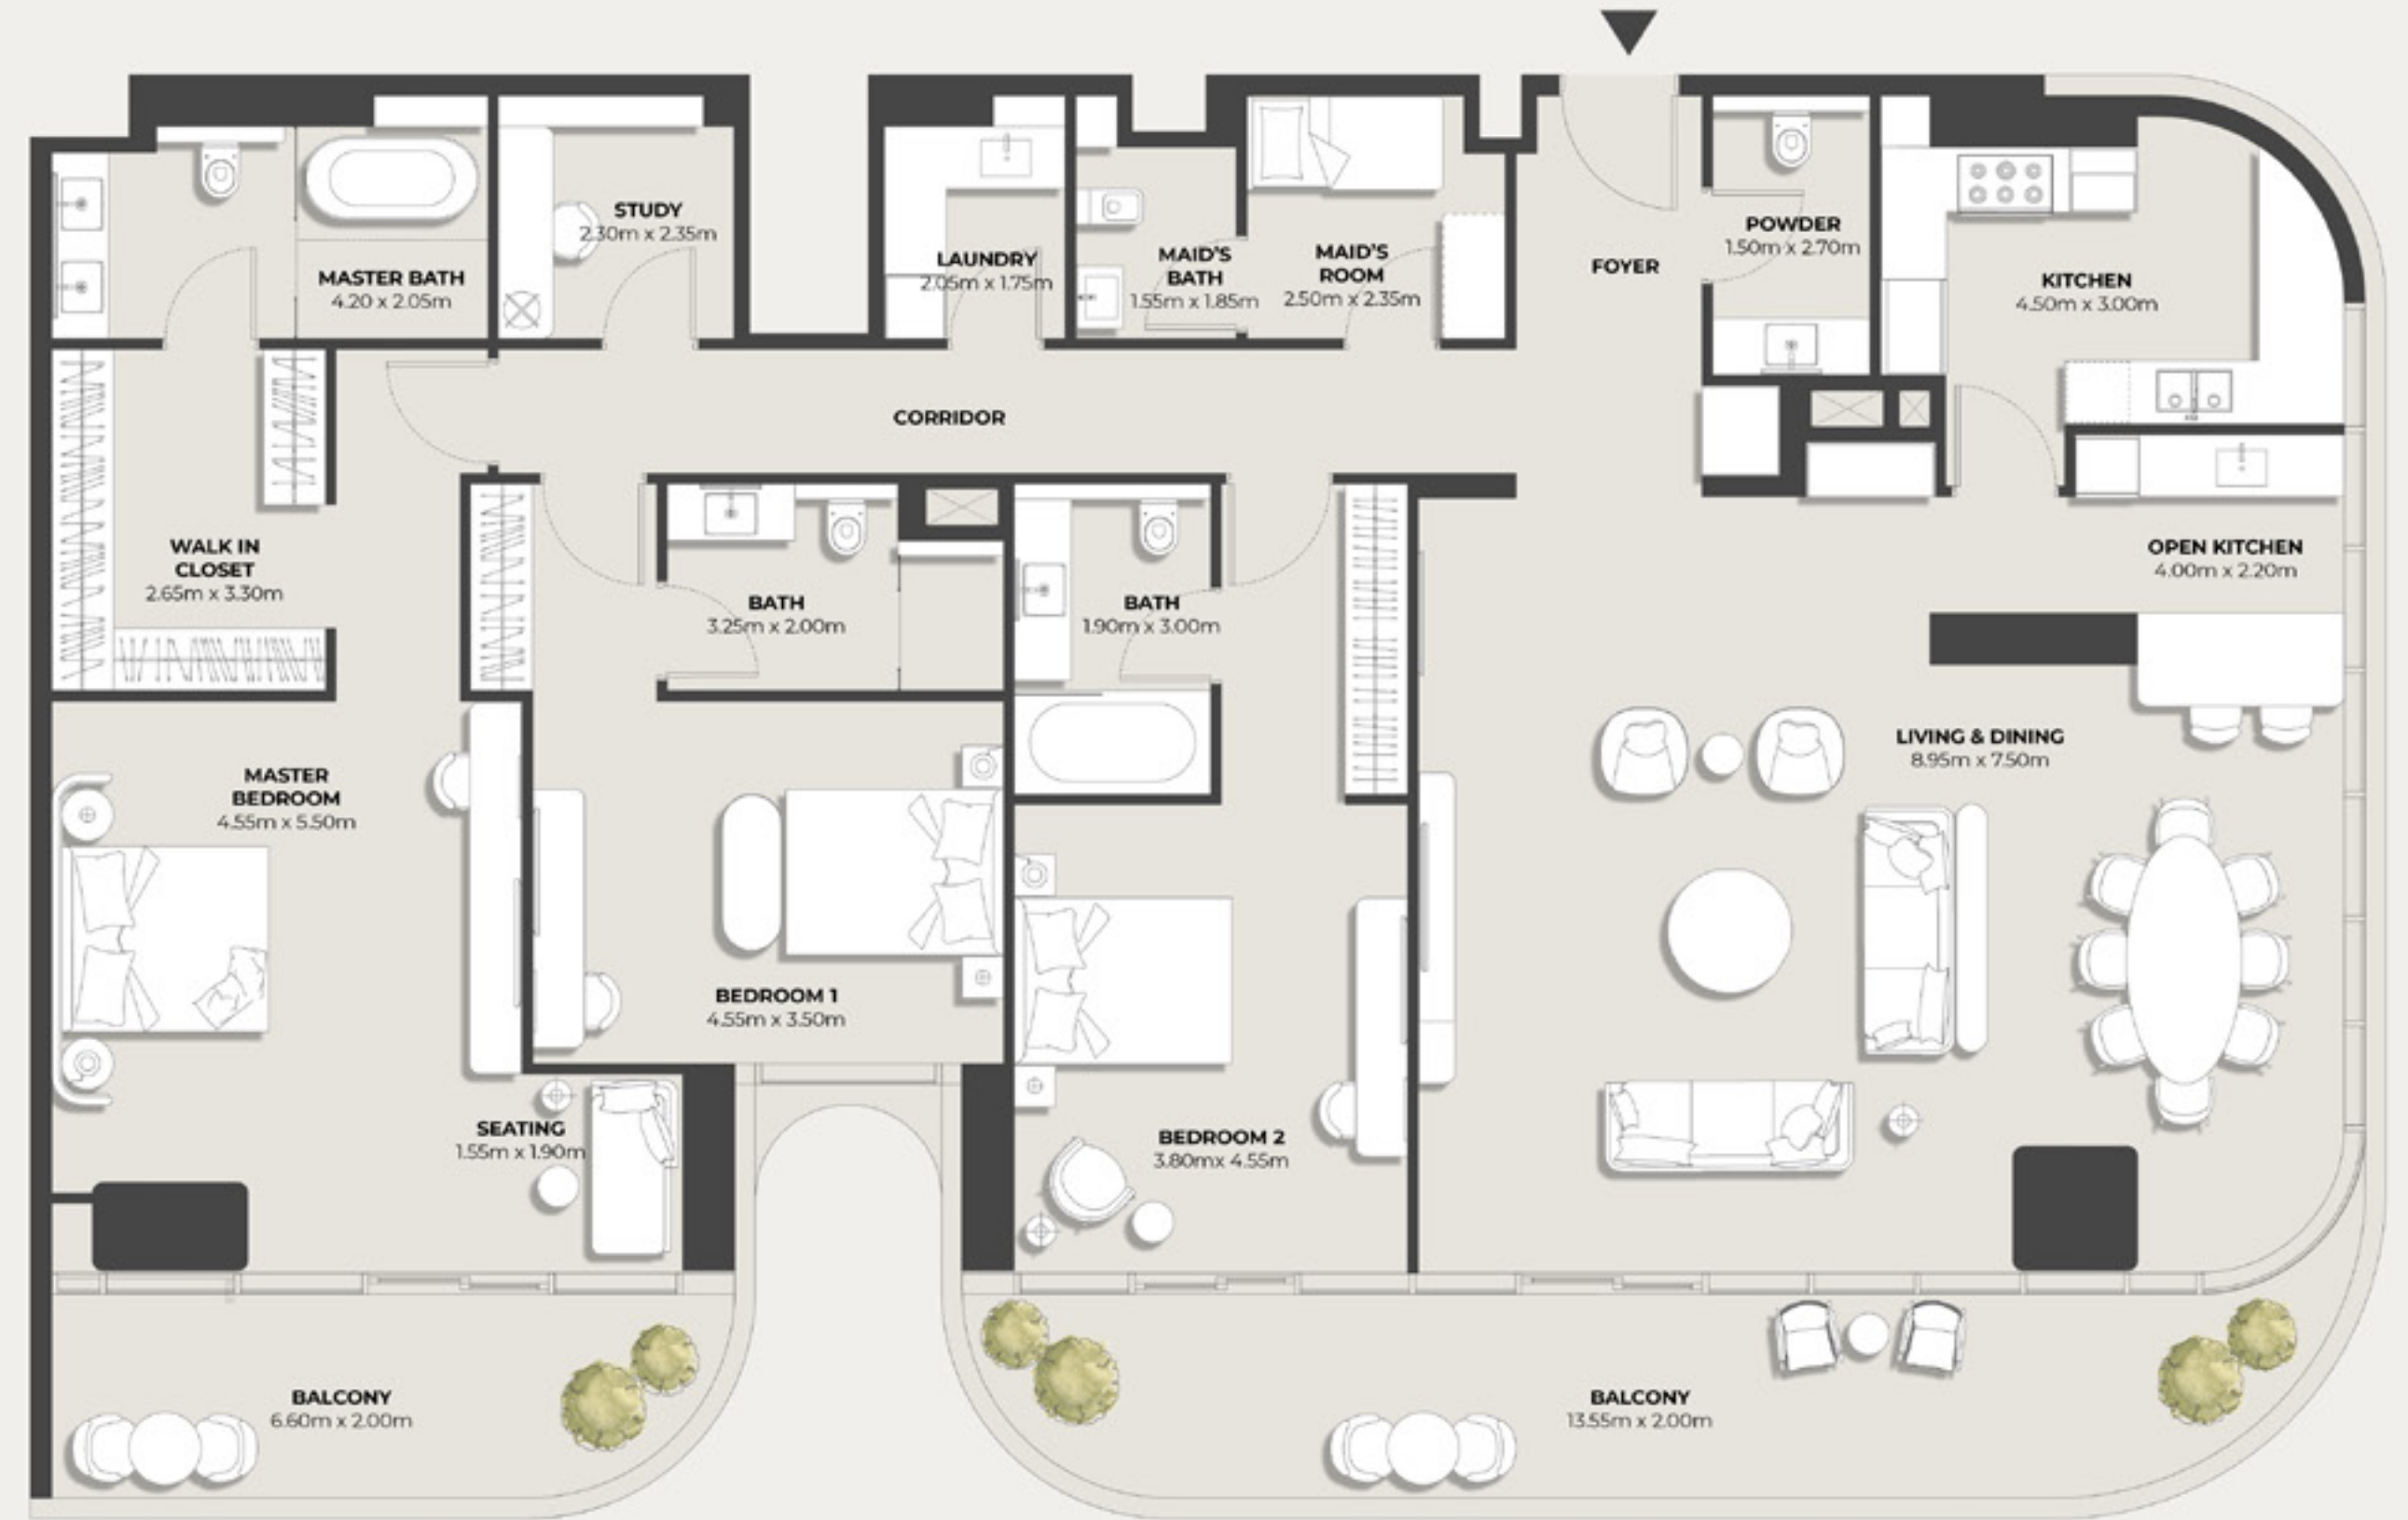 STUDY
2.30m x 2.35m
MASTER BATH
4.20 x 2.05m
LAUNDRY
2.05m x 1.75m
MAID'S
BATH
1.55m x 1.85m
MAID'S
ROOM
2.50m x 2.35m
FOYER
POWDER
1.50m x 2.70m
KITCHEN
4.50m x 3.00m
CORRIDOR
WALK IN
CLOSET
2.65m x 3.30m
BATH
3.25m x 2.00m
BATH
1.90m x 3.00m
OPEN KITCHEN
4.00m x 2.20m
MASTER
BEDROOM
4.55m x 5.50m
LIVING & DINING
8.95m x 7.50m
BEDROOM 1
4.55m x 3.50m
SEATING
1.55m x 1.90m
BEDROOM 2
3.80mx 4.55m
BALCONY
6.60m x 2.00m
BALCONY
13.55m x 2.00m